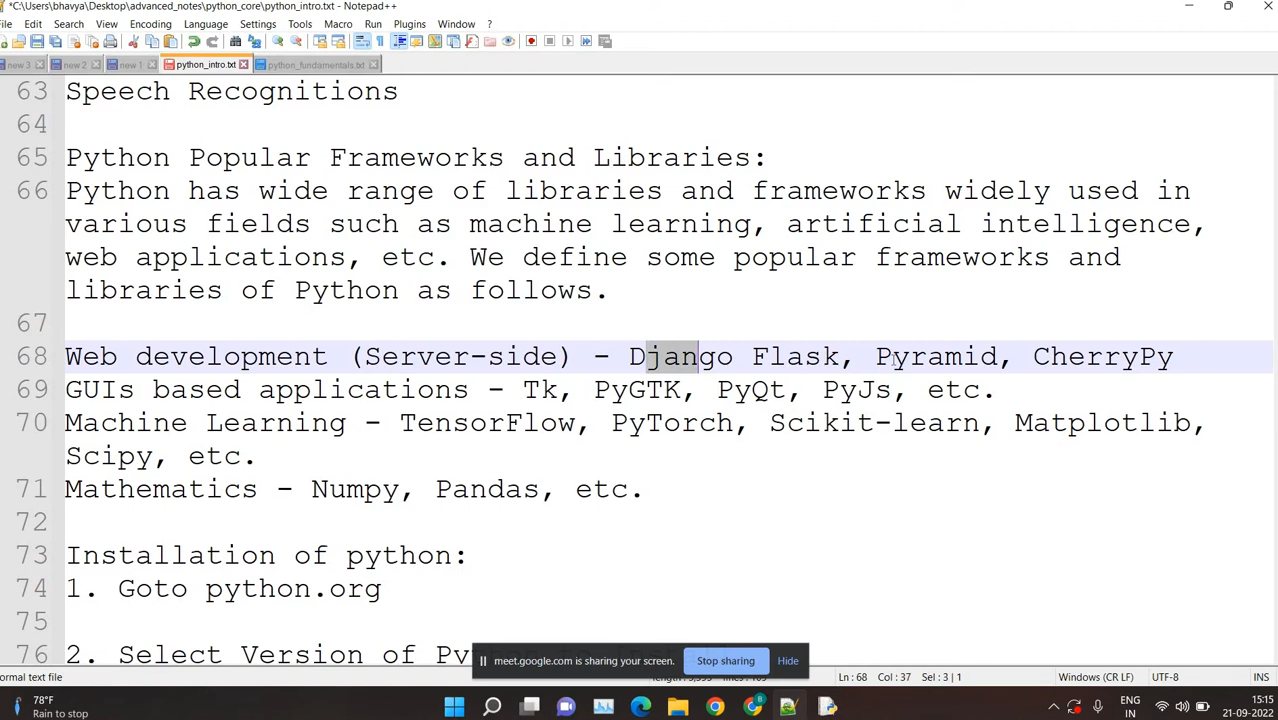 *C:\Users\bhavya\Desktop\advanced_notes\python_core\python_intro.txt - Notepad++
File Edit Search View Encoding Language Settings Tools Macro Run Plugins Window ?
new 3 new 2 new 1 python_intro.txt python_fundamentals.txt
63 Speech Recognitions
64
65 Python Popular Frameworks and Libraries:
66 Python has wide range of libraries and frameworks widely used in
various fields such as machine learning, artificial intelligence,
web applications, etc. We define some popular frameworks and
libraries of Python as follows.
67
68 Web development (Server-side) - Django Flask, Pyramid, CherryPy
69 GUIs based applications - Tk, PyGTK, PyQt, PyJs, etc.
70 Machine Learning - TensorFlow, PyTorch, Scikit-learn, Matplotlib,
Scipy, etc.
71 Mathematics - Numpy, Pandas, etc.
72
73 Installation of python:
74 1. Goto python.org
75
76 2. Select Version of Python to
meet.google.com is sharing your screen. Stop sharing Hide
ormal text file Ln : 68 Col : 37 Sel : 3 | 1 Windows (CR LF) UTF-8 INS
78°F
Rain to stop
ENG
IN
15:15
21-09-2022